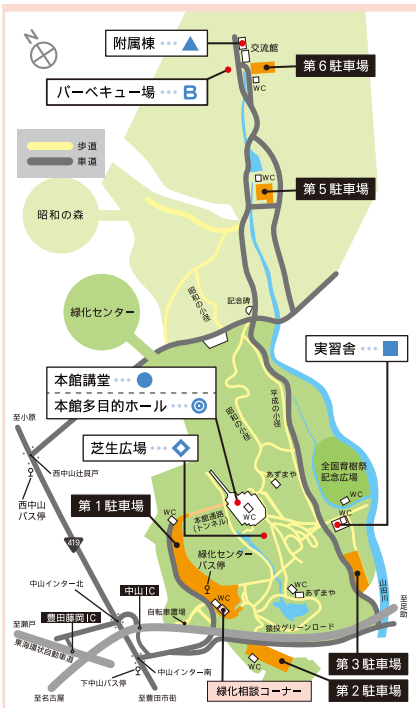 N
附属棟 ••• ▲
交流館
第6駐車場
バーベキュー場 ••• B
WC
歩道
車道
WC
第5駐車場
昭和の森
昭和の小径
記念碑
緑化センター
実習舎 ••• ■
本館講堂 ••• ●
本館多目的ホール ••• ◎
昭和の小径
平成の小径
至小原
芝生広場 ••• ◇
西中山辻貝戸
西中山
バス停
あずまや
全国育樹祭
記念広場
WC
第1駐車場
WC
本館通路
(トンネル)
WC
WC
419
緑化センター
バス停
中山インター北
中山IC
WC
あずまや
山田川
至足助
豊田藤岡IC
自転車置場
WC
至瀬戸
猿投グリーンロード
東海環状自動車道
中山インター南
WC
第3駐車場
下中山バス停
至名古屋
至豊田市街
緑化相談コーナー
第2駐車場